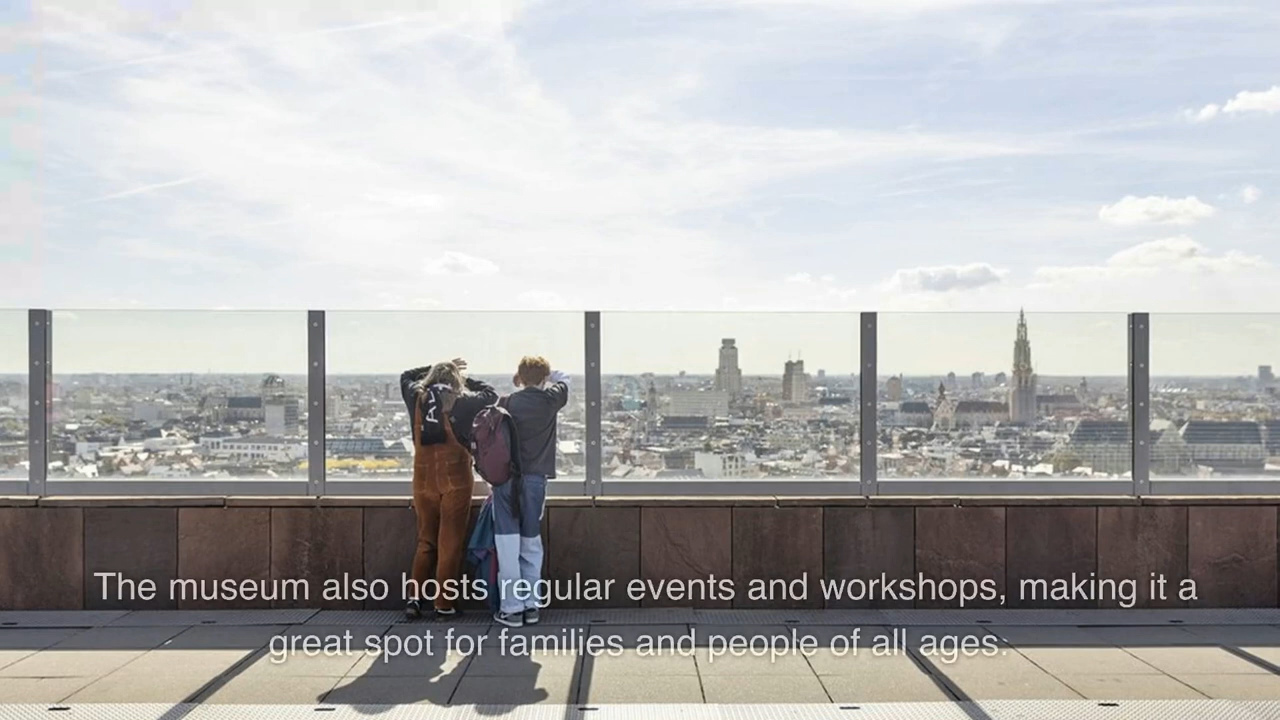 The museum also hosts regular events and workshops, making it a
great spot for families and people of all ages.